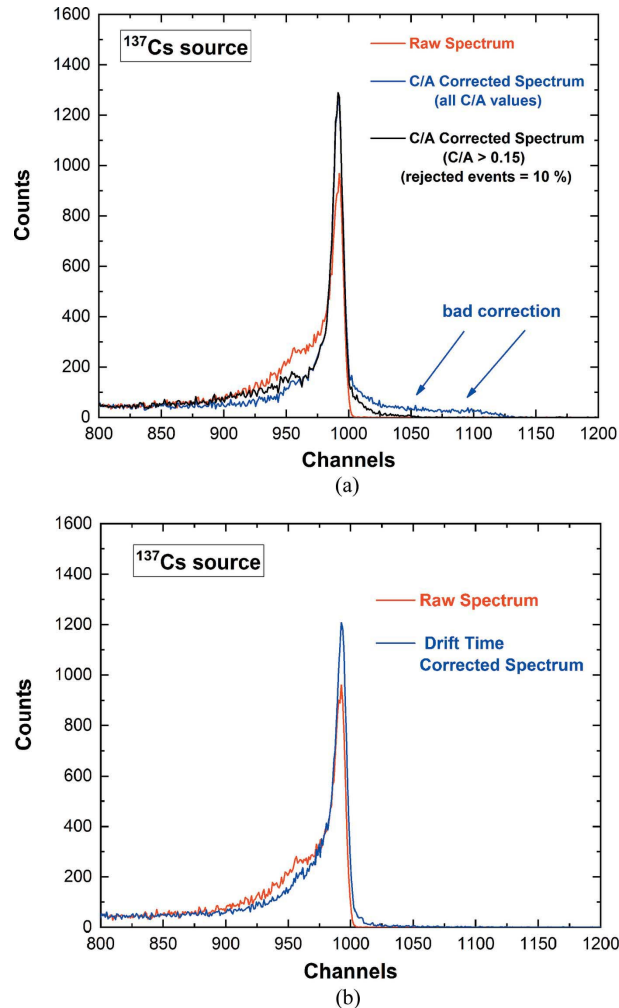 1600
1400
1200
1000
800
600
400
200
0
Counts
¹³⁷Cs source
Raw Spectrum
C/A Corrected Spectrum
(all C/A values)
C/A Corrected Spectrum
(C/A > 0.15)
(rejected events = 10 %)
bad correction
800 850 900 950 1000 1050 1100 1150 1200
Channels
(a)
1600
1400
1200
1000
800
600
400
200
0
Counts
¹³⁷Cs source
Raw Spectrum
Drift Time
Corrected Spectrum
800 850 900 950 1000 1050 1100 1150 1200
Channels
(b)